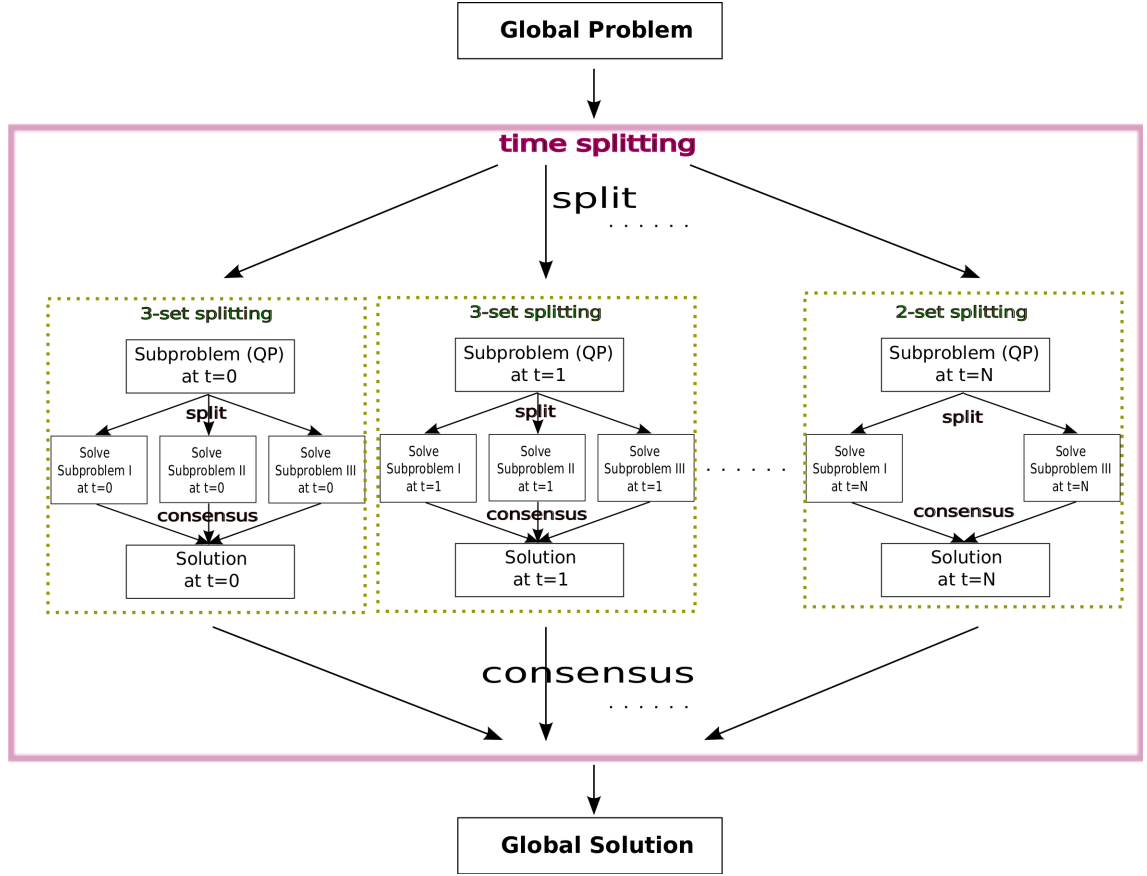 Global Problem
time splitting
split
. . . . . .
3-set splitting
Subproblem (QP)
at t=0
split
Solve
Subproblem I
at t=0
Solve
Subproblem II
at t=0
Solve
Subproblem III
at t=0
consensus
Solution
at t=0
3-set splitting
Subproblem (QP)
at t=1
split
Solve
Subproblem I
at t=1
Solve
Subproblem II
at t=1
Solve
Subproblem III
at t=1
consensus
Solution
at t=1
. . . . . . .
2-set splitting
Subproblem (QP)
at t=N
split
Solve
Subproblem I
at t=N
Solve
Subproblem III
at t=N
consensus
Solution
at t=N
consensus
. . . . . .
Global Solution